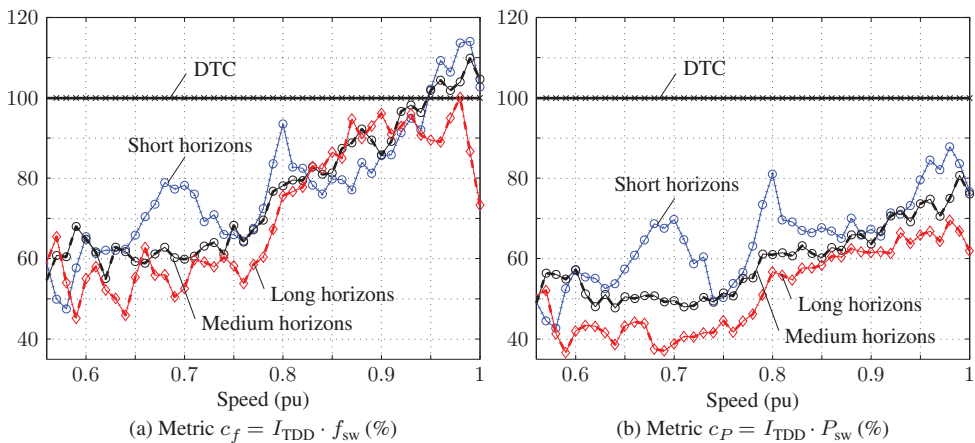 120
100
80
60
40
DTC
Short horizons
Long horizons
Medium horizons
0.6 0.7 0.8 0.9 1
Speed (pu)
(a) Metric c_f = I_TDD · f_sw (%)
120
100
80
60
40
DTC
Short horizons
Long horizons
Medium horizons
0.6 0.7 0.8 0.9 1
Speed (pu)
(b) Metric c_P = I_TDD · P_sw (%)